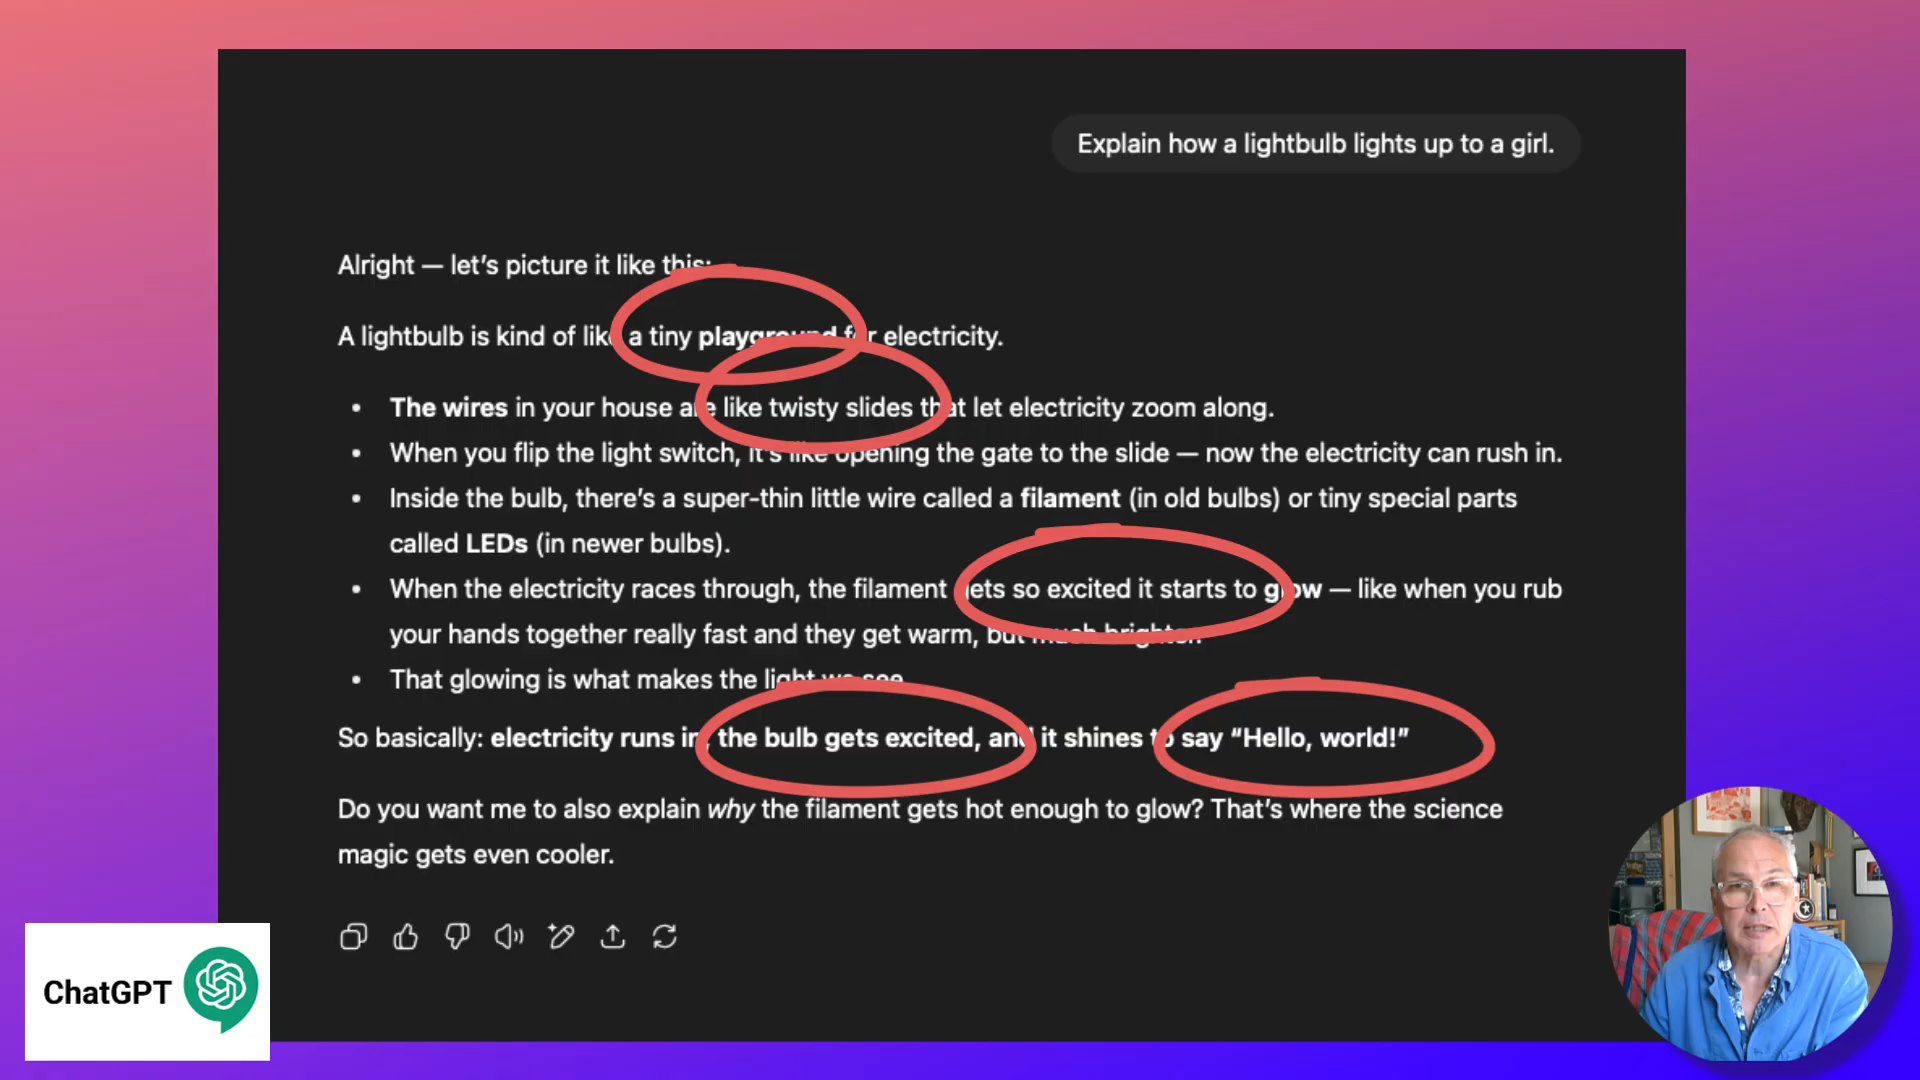 Explain how a lightbulb lights up to a girl.
Alright — let's picture it like this:
A lightbulb is kind of like a tiny playground for electricity.
• The wires in your house are like twisty slides that let electricity zoom along.
• When you flip the light switch, it's like opening the gate to the slide — now the electricity can rush in.
• Inside the bulb, there's a super-thin little wire called a filament (in old bulbs) or tiny special parts
called LEDs (in newer bulbs).
• When the electricity races through, the filament gets so excited it starts to glow — like when you rub
your hands together really fast and they get warm, but much brighter.
• That glowing is what makes the light we see.
So basically: electricity runs in, the bulb gets excited, and it shines to say “Hello, world!”
Do you want me to also explain why the filament gets hot enough to glow? That's where the science
magic gets even cooler.
ChatGPT